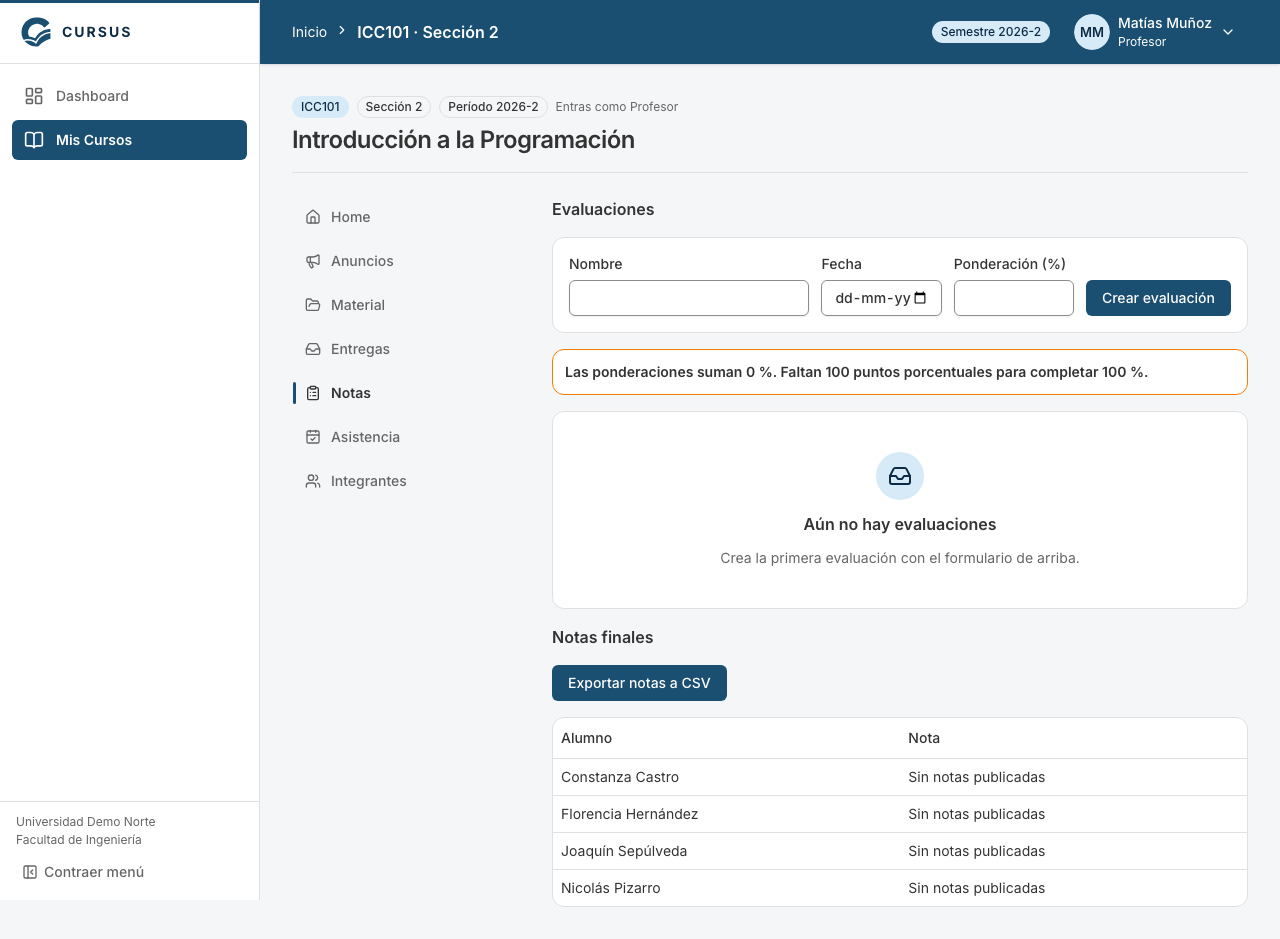 CURSUS
Inicio > ICC101 · Sección 2
Semestre 2026-2
MM
Matías Muñoz
Profesor
Dashboard
Mis Cursos
ICC101
Sección 2
Período 2026-2
Entras como Profesor
Introducción a la Programación
Home
Anuncios
Material
Entregas
Notas
Asistencia
Integrantes
Evaluaciones
Nombre
Fecha
Ponderación (%)
dd-mm-yy
Crear evaluación
Las ponderaciones suman 0 %. Faltan 100 puntos porcentuales para completar 100 %.
Aún no hay evaluaciones
Crea la primera evaluación con el formulario de arriba.
Notas finales
Exportar notas a CSV
Alumno Nota
Constanza Castro Sin notas publicadas
Florencia Hernández Sin notas publicadas
Joaquín Sepúlveda Sin notas publicadas
Nicolás Pizarro Sin notas publicadas
Universidad Demo Norte
Facultad de Ingeniería
Contraer menú